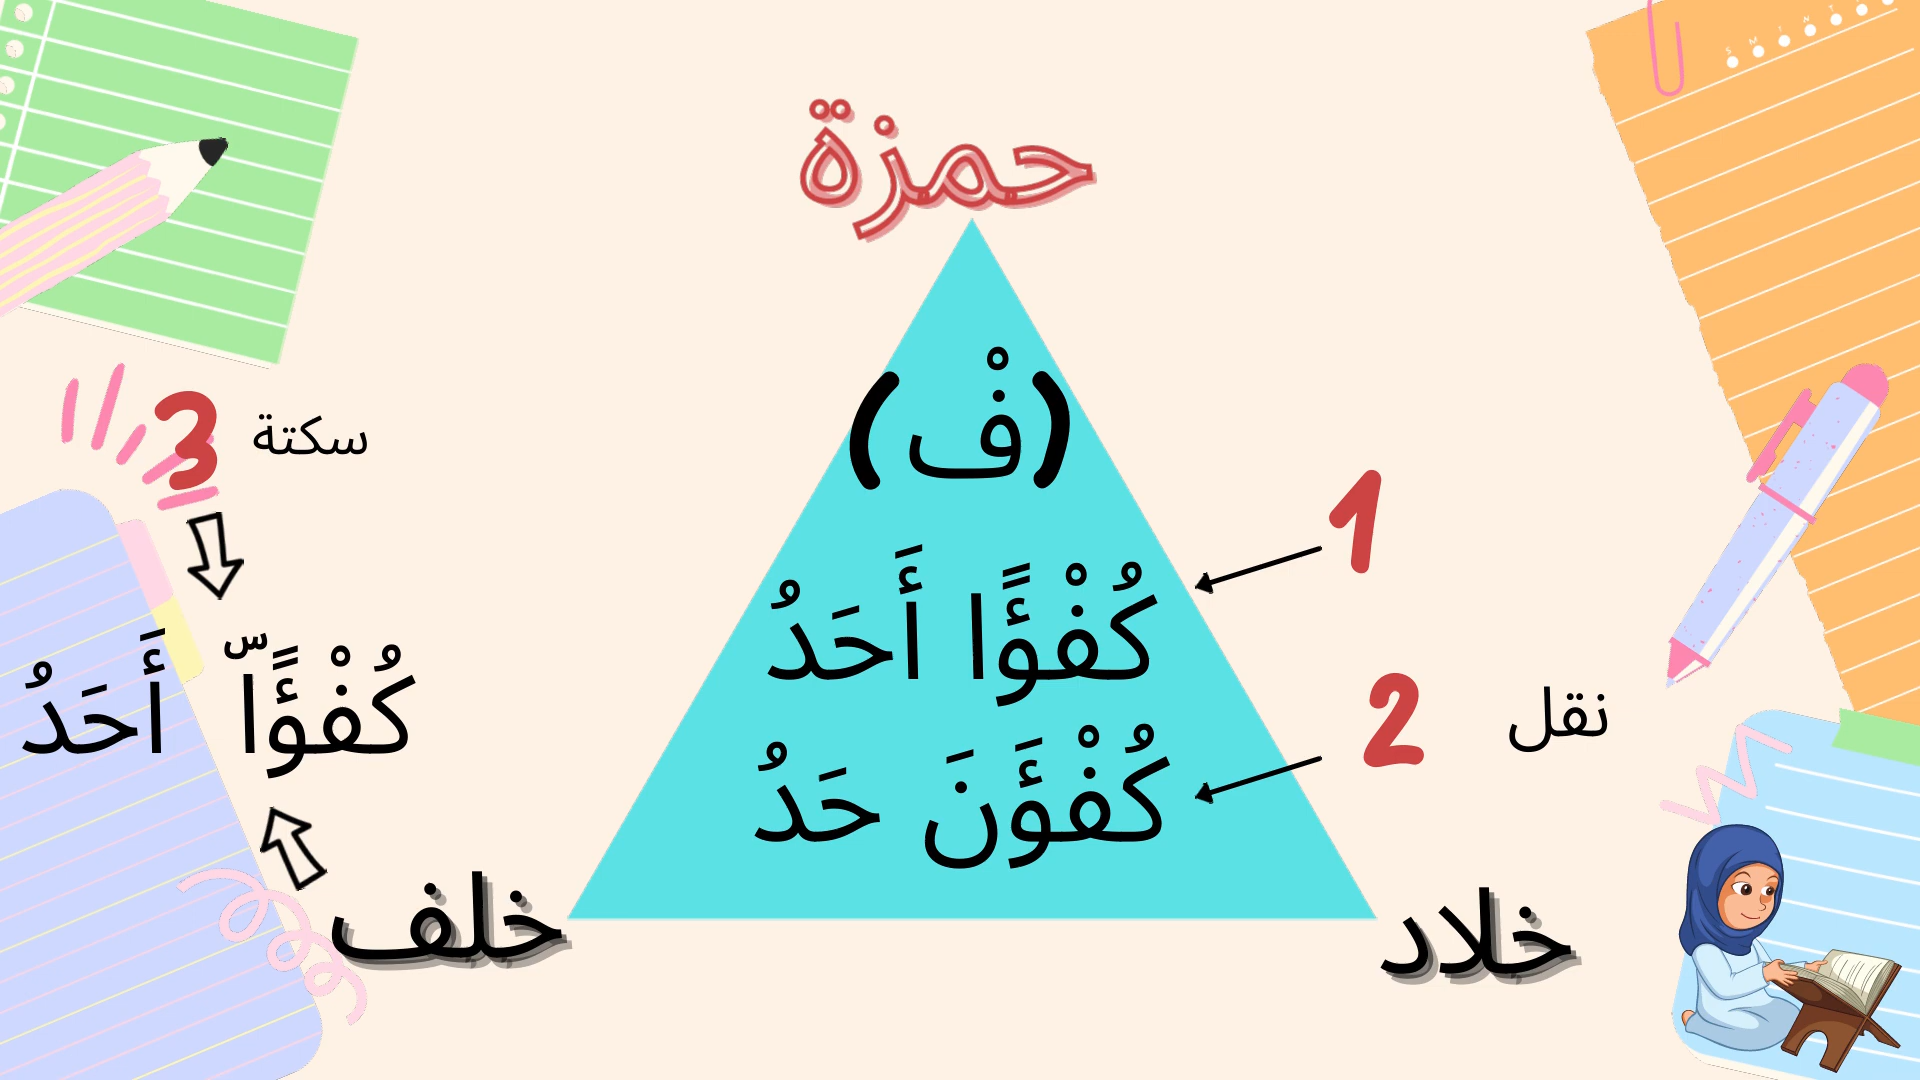 حمزة
(فْ)
1
كُفْؤًا أَحَدُ
2 نقل
كُفْؤَنَ حَدُ
3 سكتة
كُفْؤًاّ أَحَدُ
خلف
خلاد